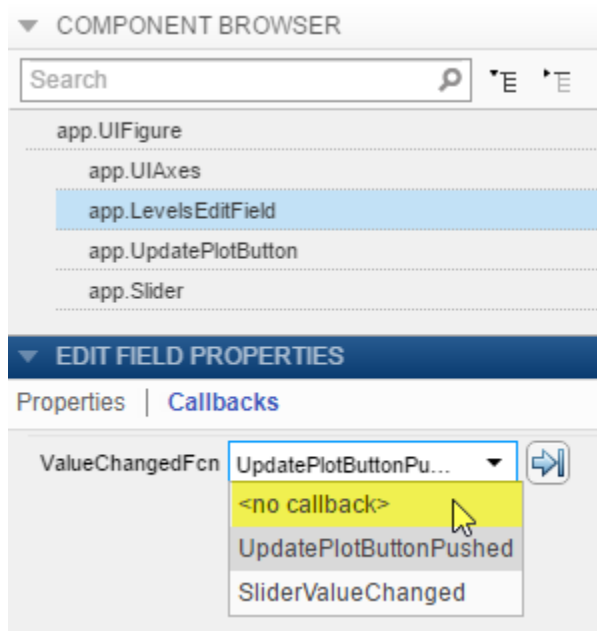 COMPONENT BROWSER
Search
app.UIFigure
app.UIAxes
app.LevelsEditField
app.UpdatePlotButton
app.Slider
EDIT FIELD PROPERTIES
Properties | Callbacks
ValueChangedFcn UpdatePlotButtonPu...
<no callback>
UpdatePlotButtonPushed
SliderValueChanged